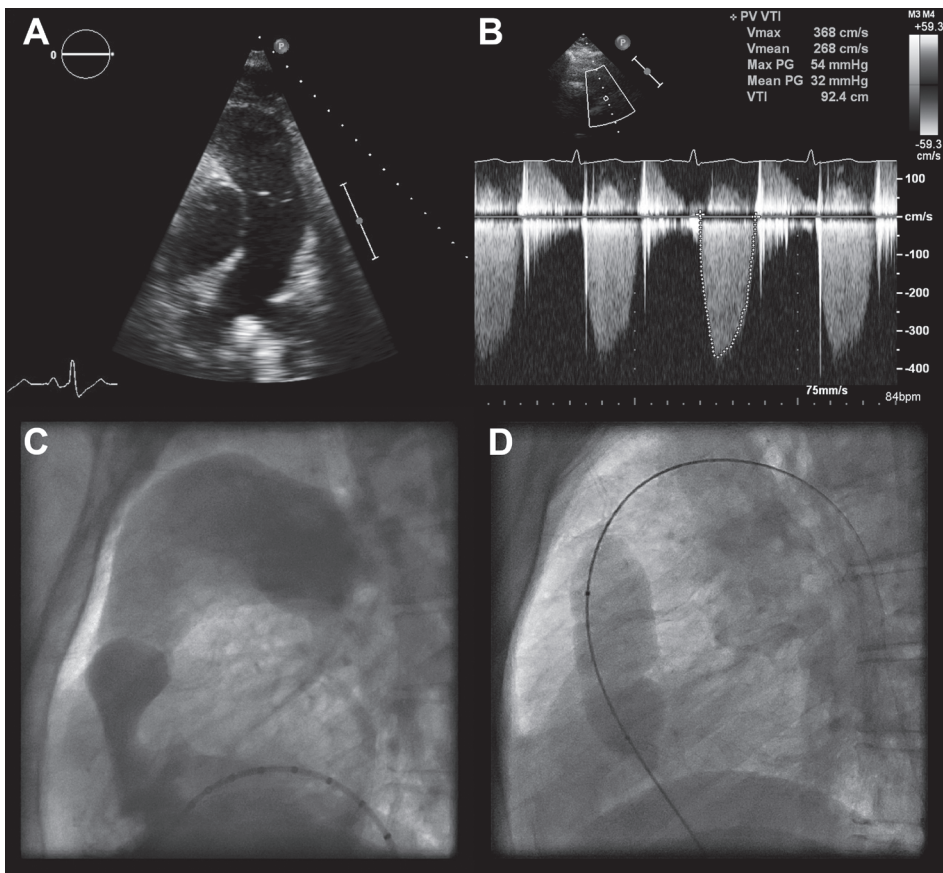 A
0
P
B
P
PV VTI
Vmax 368 cm/s
Vmean 268 cm/s
Max PG 54 mmHg
Mean PG 32 mmHg
VTI 92.4 cm
M3 M4
+59.3
-59.3
cm/s
100
cm/s
-100
-200
-300
-400
75mm/s
84bpm
C
D